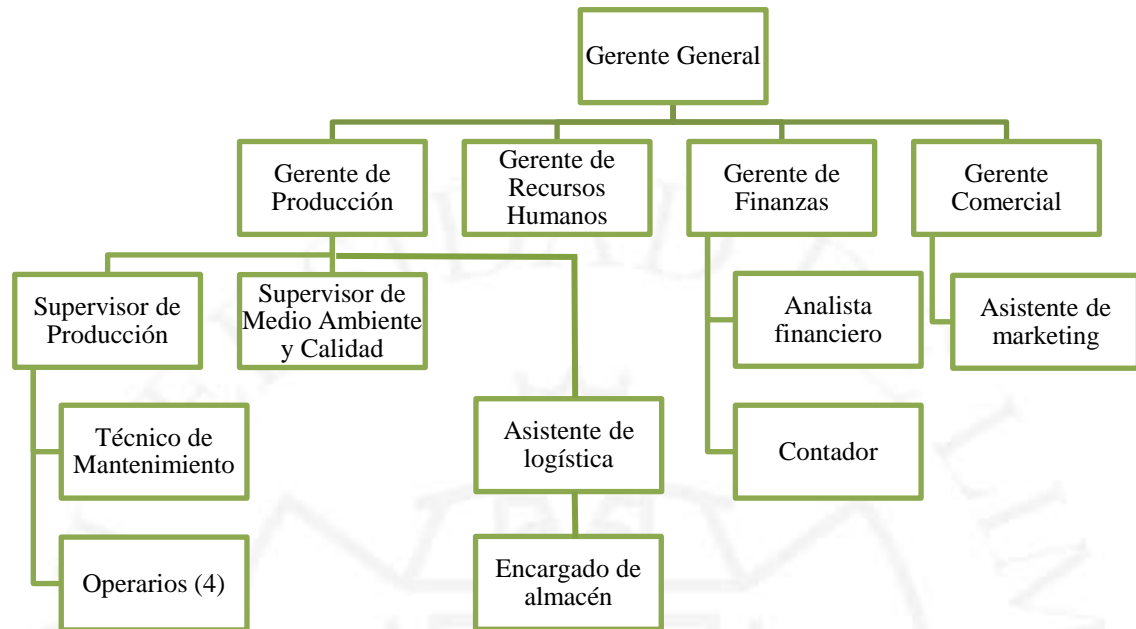 Gerente General
Gerente de
Producción
Gerente de
Recursos
Humanos
Gerente de
Finanzas
Gerente
Comercial
Supervisor de
Producción
Supervisor de
Medio Ambiente
y Calidad
Analista
financiero
Asistente de
marketing
Técnico de
Mantenimiento
Asistente de
logística
Contador
Operarios (4)
Encargado de
almacén